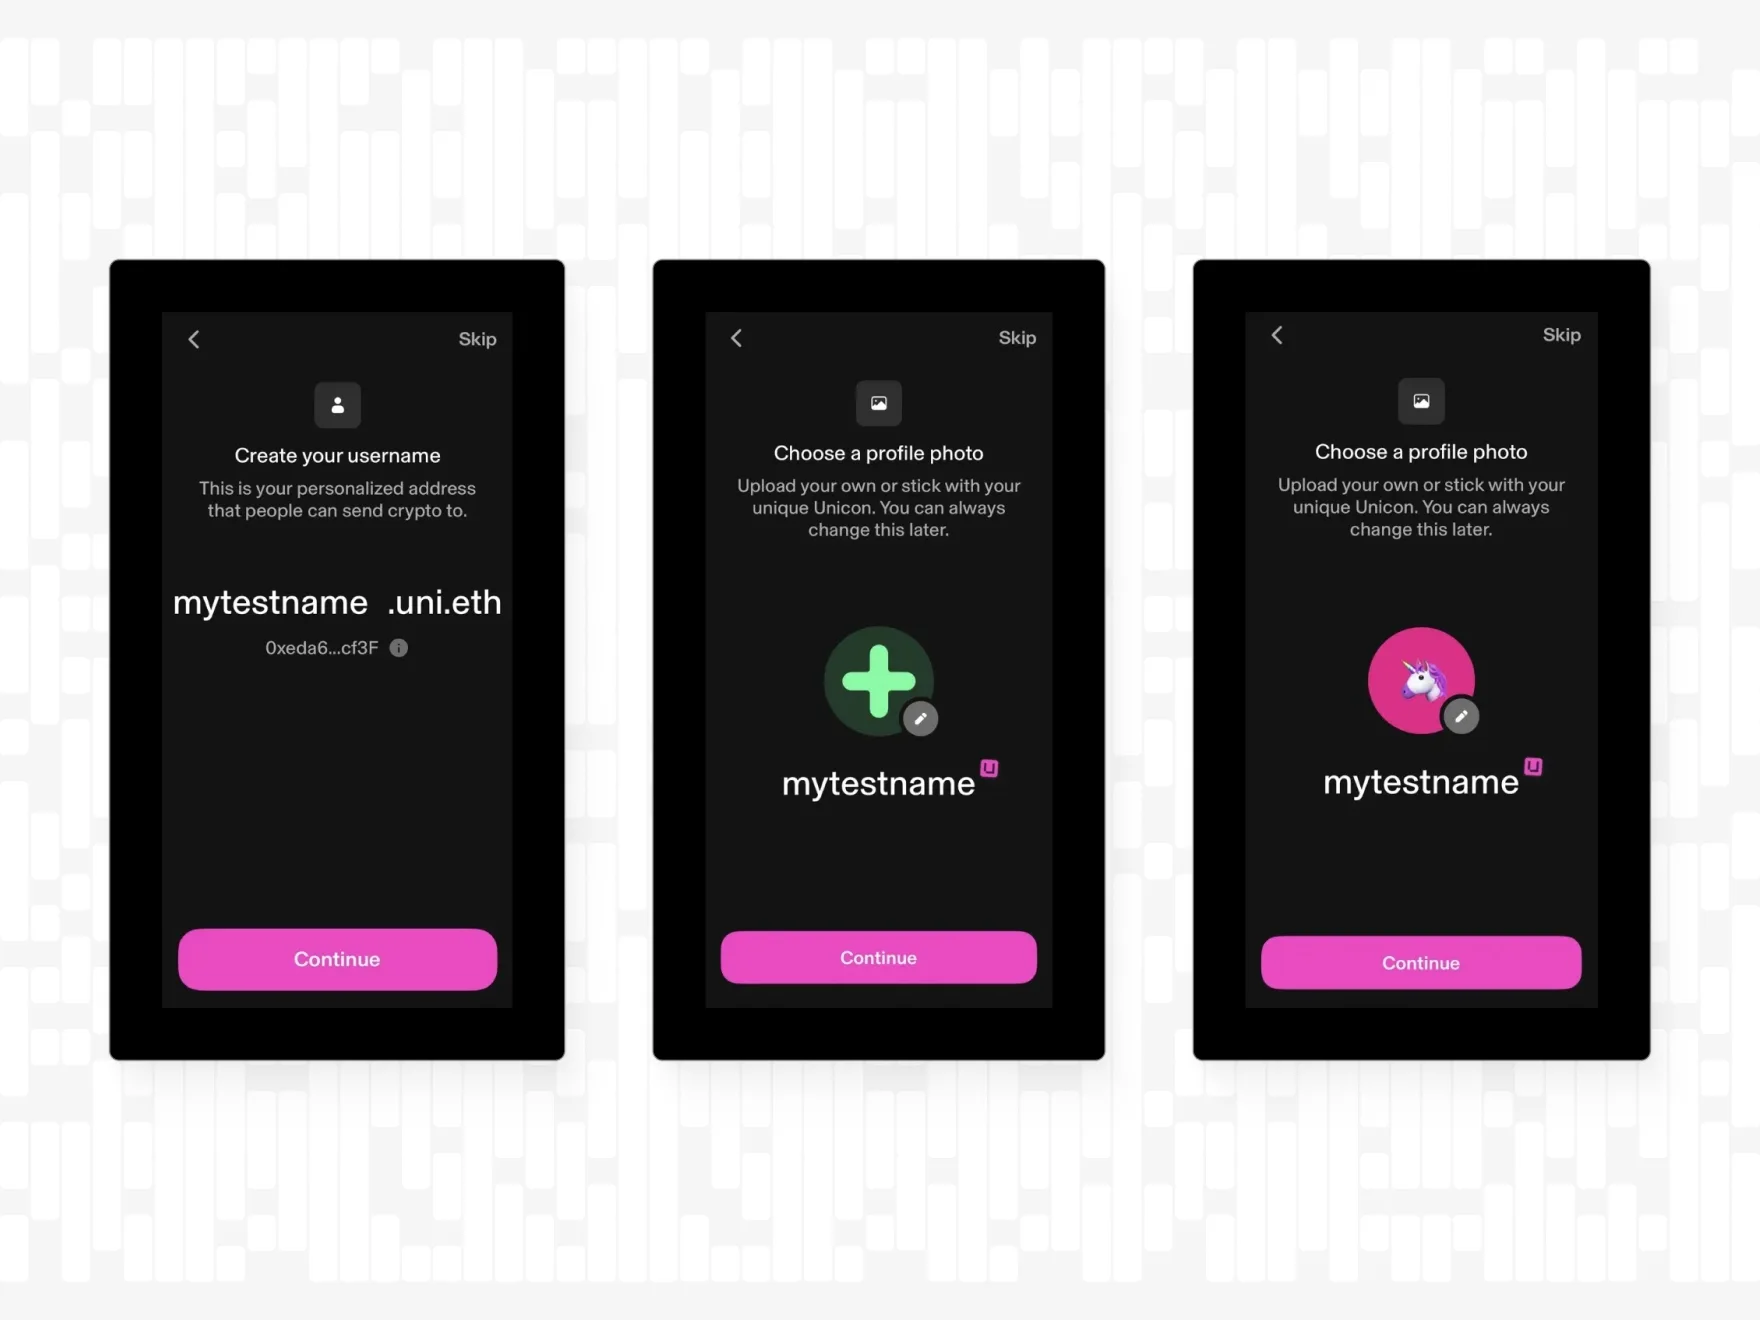 Skip
Create your username
This is your personalized address
that people can send crypto to.
mytestname .uni.eth
0xeda6...cf3F
Continue
Skip
Choose a profile photo
Upload your own or stick with your
unique Unicon. You can always
change this later.
mytestname
Continue
Skip
Choose a profile photo
Upload your own or stick with your
unique Unicon. You can always
change this later.
mytestname
Continue